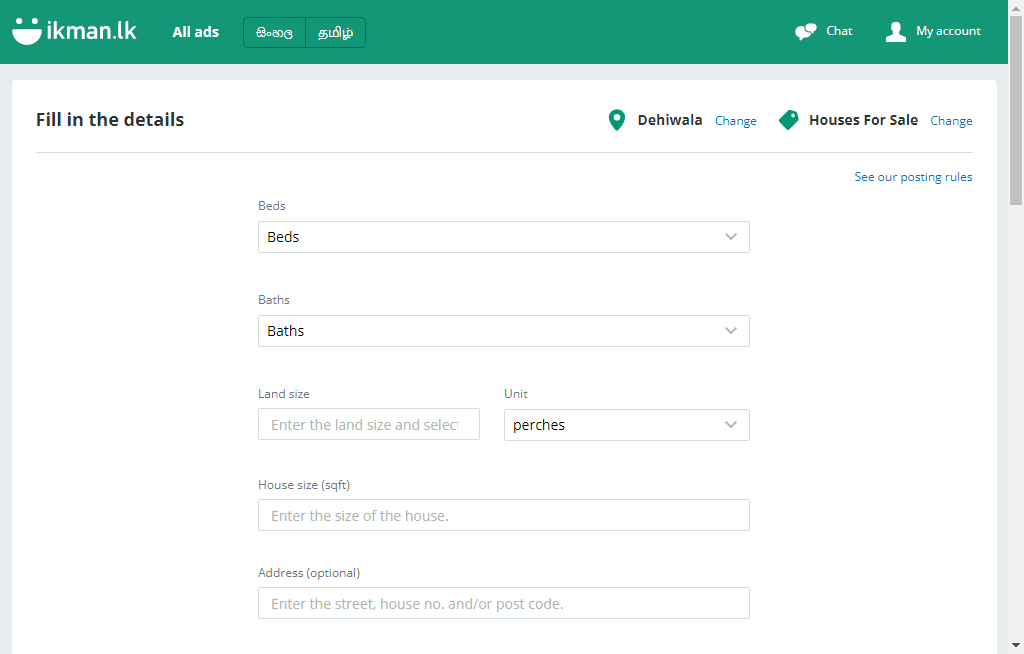 ikman.lk
All ads
සිංහල
தமிழ்
Chat
My account
Fill in the details
Dehiwala
Change
Houses For Sale
Change
See our posting rules
Beds
Beds
Baths
Baths
Land size
Unit
Enter the land size and select
perches
House size (sqft)
Enter the size of the house.
Address (optional)
Enter the street, house no. and/or post code.